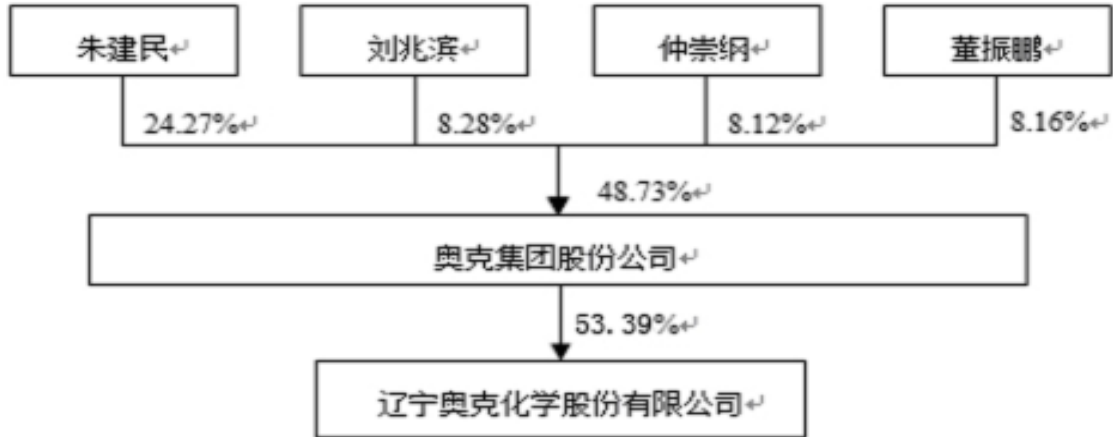 朱建民↵
刘兆滨↵
仲崇纲↵
董振鹏↵
24.27%↵
8.28%↵
8.12%↵
8.16%↵
48.73%↵
奥克集团股份公司↵
53.39%↵
辽宁奥克化学股份有限公司↵